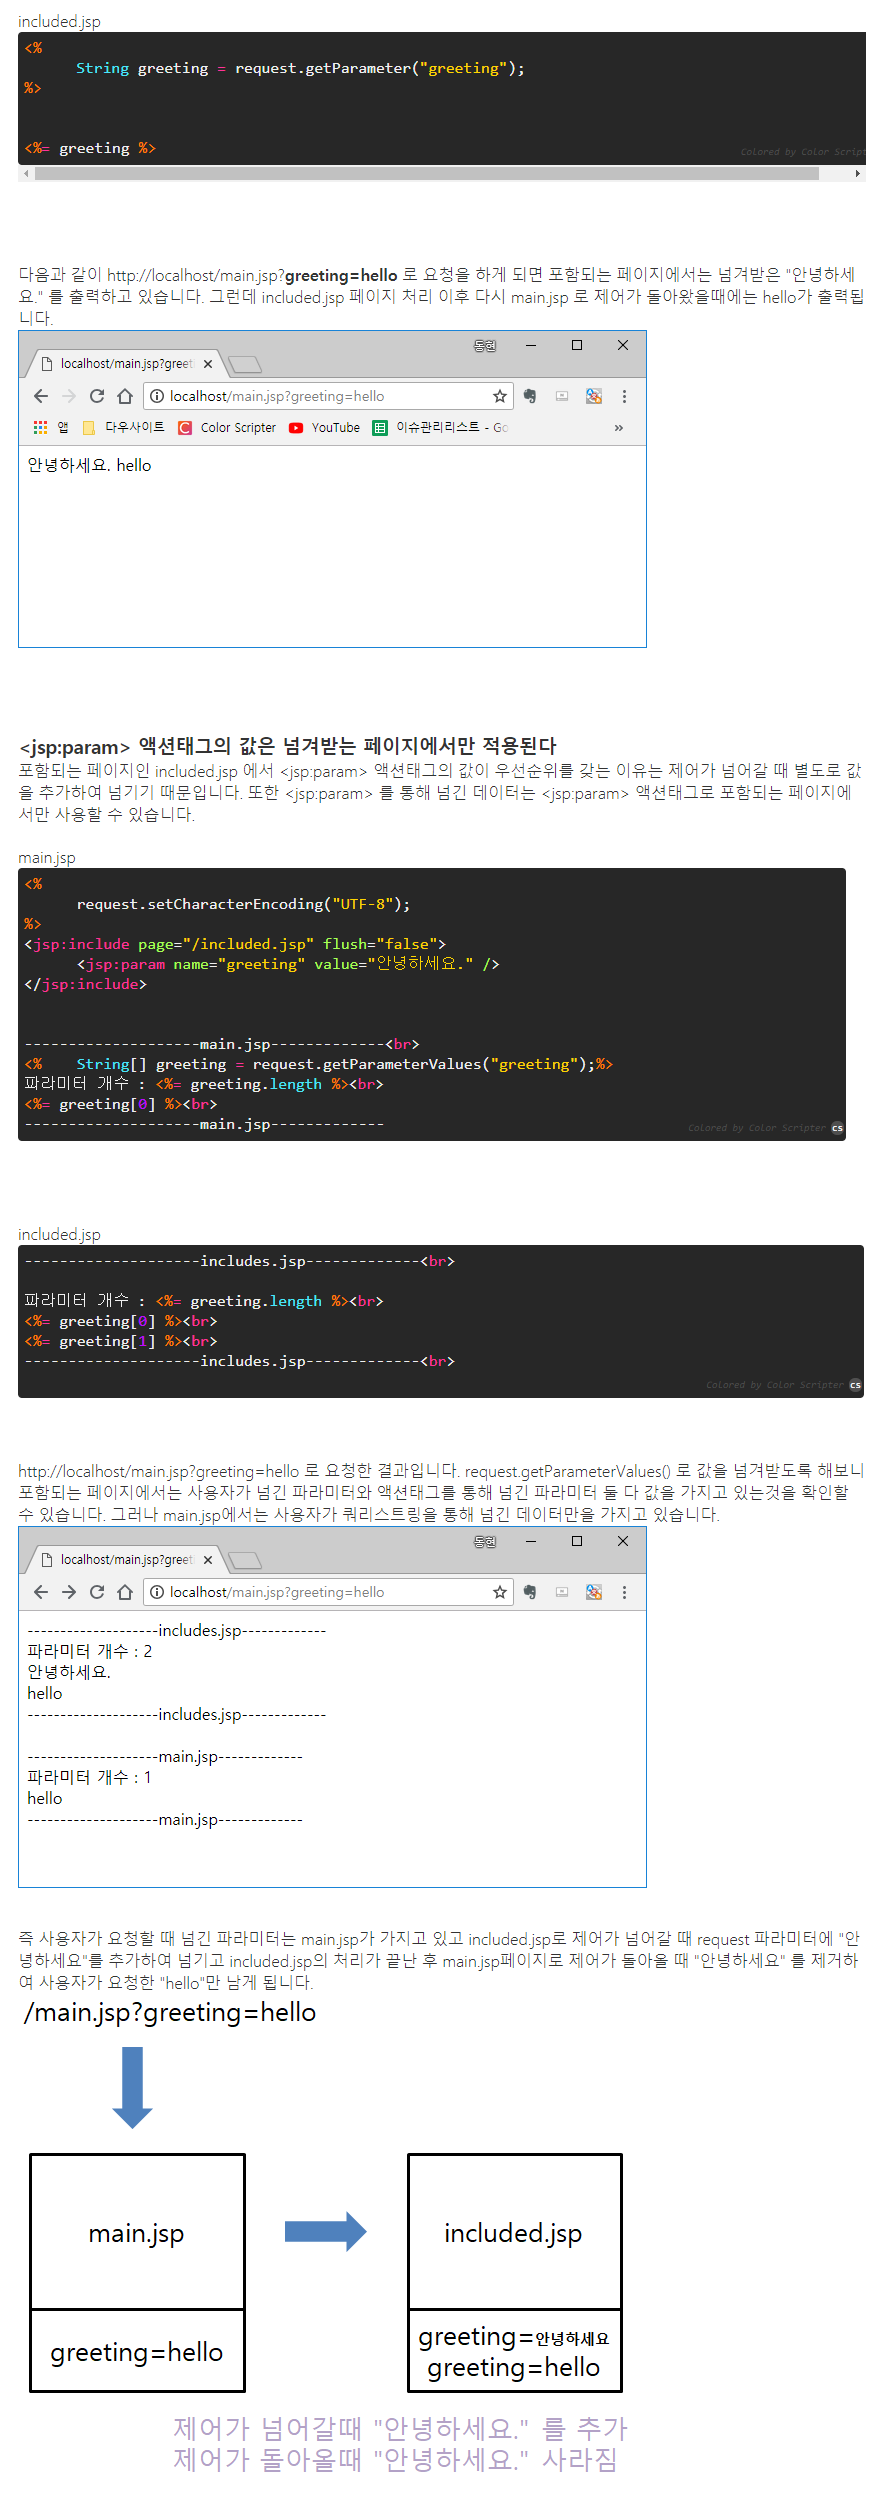 included.jsp
<%
String greeting = request.getParameter("greeting");
%>
<%= greeting %>
Colored by Color Script
다음과 같이 http://localhost/main.jsp?greeting=hello 로 요청을 하게 되면 포함되는 페이지에서는 넘겨받은 "안녕하세
요." 를 출력하고 있습니다. 그런데 included.jsp 페이지 처리 이후 다시 main.jsp 로 제어가 돌아왔을때에는 hello가 출력됩
니다.
동현
localhost/main.jsp?greet
localhost/main.jsp?greeting=hello
앱 다우사이트 Color Scripter YouTube 이슈관리리스트 - Go »
안녕하세요. hello
<jsp:param> 액션태그의 값은 넘겨받는 페이지에서만 적용된다
포함되는 페이지인 included.jsp 에서 <jsp:param> 액션태그의 값이 우선순위를 갖는 이유는 제어가 넘어갈 때 별도로 값
을 추가하여 넘기기 때문입니다. 또한 <jsp:param> 를 통해 넘긴 데이터는 <jsp:param> 액션태그로 포함되는 페이지에
서만 사용할 수 있습니다.
main.jsp
<%
request.setCharacterEncoding("UTF-8");
%>
<jsp:include page="/included.jsp" flush="false">
<jsp:param name="greeting" value="안녕하세요." />
</jsp:include>
--------------------main.jsp-------------<br>
<% String[] greeting = request.getParameterValues("greeting");%>
파라미터 개수 : <%= greeting.length %><br>
<%= greeting[0] %><br>
--------------------main.jsp-------------
Colored by Color Scripter cs
included.jsp
--------------------includes.jsp-------------<br>
파라미터 개수 : <%= greeting.length %><br>
<%= greeting[0] %><br>
<%= greeting[1] %><br>
--------------------includes.jsp-------------<br>
Colored by Color Scripter cs
http://localhost/main.jsp?greeting=hello 로 요청한 결과입니다. request.getParameterValues() 로 값을 넘겨받도록 해보니
포함되는 페이지에서는 사용자가 넘긴 파라미터와 액션태그를 통해 넘긴 파라미터 둘 다 값을 가지고 있는것을 확인할
수 있습니다. 그러나 main.jsp에서는 사용자가 쿼리스트링을 통해 넘긴 데이터만을 가지고 있습니다.
동현
localhost/main.jsp?greet
localhost/main.jsp?greeting=hello
--------------------includes.jsp-------------
파라미터 개수 : 2
안녕하세요.
hello
--------------------includes.jsp-------------
--------------------main.jsp-------------
파라미터 개수 : 1
hello
--------------------main.jsp-------------
즉 사용자가 요청할 때 넘긴 파라미터는 main.jsp가 가지고 있고 included.jsp로 제어가 넘어갈 때 request 파라미터에 "안
녕하세요"를 추가하여 넘기고 included.jsp의 처리가 끝난 후 main.jsp페이지로 제어가 돌아올 때 "안녕하세요" 를 제거하
여 사용자가 요청한 "hello"만 남게 됩니다.
/main.jsp?greeting=hello
main.jsp
greeting=hello
included.jsp
greeting=안녕하세요
greeting=hello
제어가 넘어갈때 "안녕하세요." 를 추가
제어가 돌아올때 "안녕하세요." 사라짐